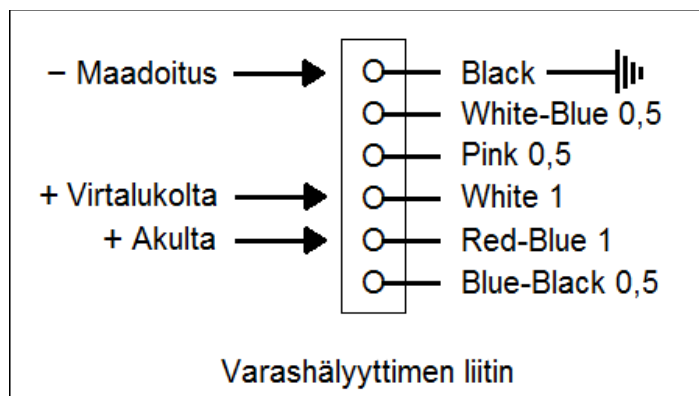 − Maadoitus Black
White-Blue 0,5
Pink 0,5
+ Virtalukolta White 1
+ Akulta Red-Blue 1
Blue-Black 0,5
Varashälyyttimen liitin